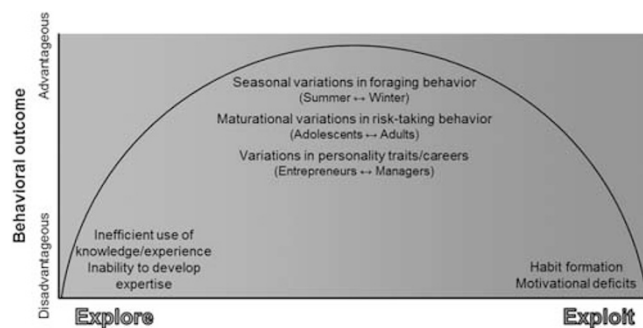 Advantageous
Behavioral outcome
Disadvantageous
Seasonal variations in foraging behavior
(Summer ↔ Winter)
Maturational variations in risk-taking behavior
(Adolescents ↔ Adults)
Variations in personality traits/careers
(Entrepreneurs ↔ Managers)
Inefficient use of
knowledge/experience
Inability to develop
expertise
Habit formation
Motivational deficits
Explore
Exploit